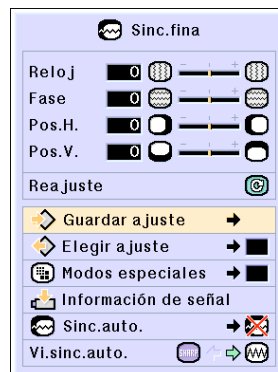 Sinc.fina
Reloj 0 - +
Fase 0 - +
Pos.H. 0 - +
Pos.V. 0 - +
Reajuste
Guardar ajuste
Elegir ajuste
Modos especiales
Información de señal
Sinc.auto.
Vi.sinc.auto. SHARP